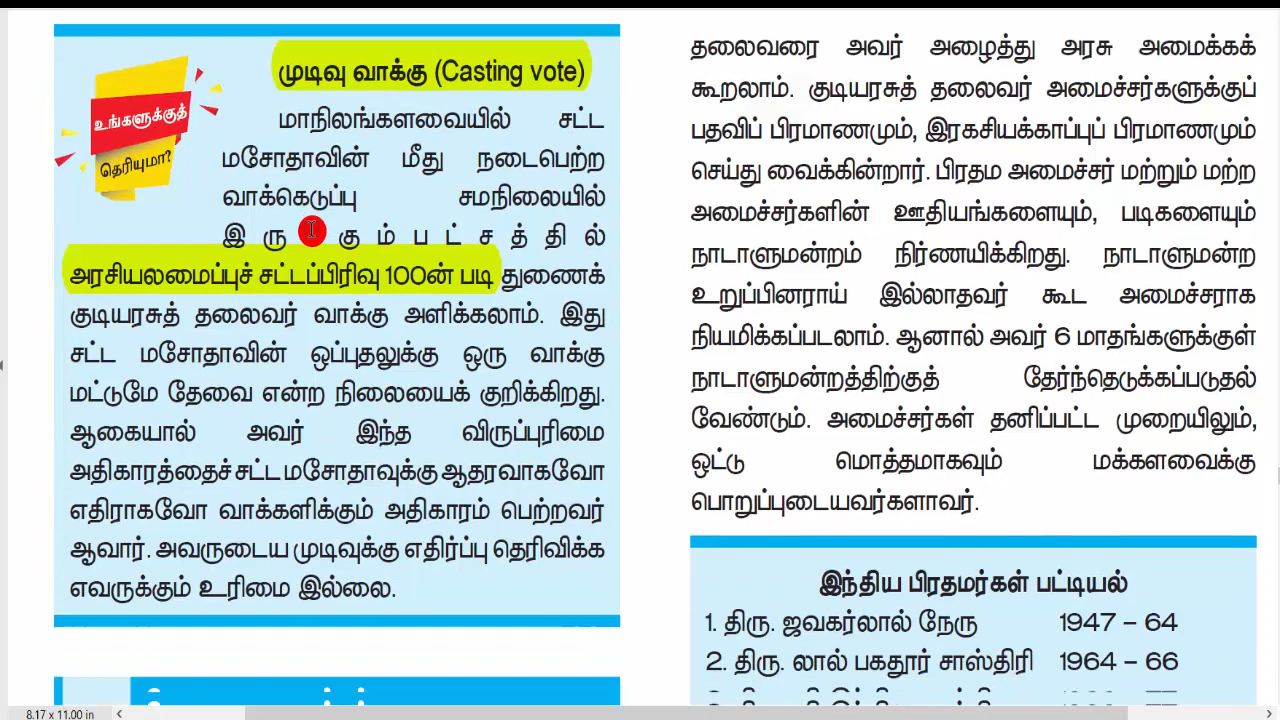 முடிவு வாக்கு (Casting vote)
உங்களுக்குத்
தெரியுமா?
மாநிலங்களவையில் சட்ட
மசோதாவின் மீது நடைபெற்ற
வாக்கெடுப்பு சமநிலையில்
இ ரு கு ம் ப ட் ச த் தி ல்
அரசியலமைப்புச் சட்டப்பிரிவு 100ன் படி துணைக்
குடியரசுத் தலைவர் வாக்கு அளிக்கலாம். இது
சட்ட மசோதாவின் ஒப்புதலுக்கு ஒரு வாக்கு
மட்டுமே தேவை என்ற நிலையைக் குறிக்கிறது.
ஆகையால் அவர் இந்த விருப்புரிமை
அதிகாரத்தைச் சட்ட மசோதாவுக்கு ஆதரவாகவோ
எதிராகவோ வாக்களிக்கும் அதிகாரம் பெற்றவர்
ஆவார். அவருடைய முடிவுக்கு எதிர்ப்பு தெரிவிக்க
எவருக்கும் உரிமை இல்லை.
தலைவரை அவர் அழைத்து அரசு அமைக்கக்
கூறலாம். குடியரசுத் தலைவர் அமைச்சர்களுக்குப்
பதவிப் பிரமாணமும், இரகசியக்காப்புப் பிரமாணமும்
செய்து வைக்கின்றார். பிரதம அமைச்சர் மற்றும் மற்ற
அமைச்சர்களின் ஊதியங்களையும், படிகளையும்
நாடாளுமன்றம் நிர்ணயிக்கிறது. நாடாளுமன்ற
உறுப்பினராய் இல்லாதவர் கூட அமைச்சராக
நியமிக்கப்படலாம். ஆனால் அவர் 6 மாதங்களுக்குள்
நாடாளுமன்றத்திற்குத் தேர்ந்தெடுக்கப்படுதல்
வேண்டும். அமைச்சர்கள் தனிப்பட்ட முறையிலும்,
ஒட்டு மொத்தமாகவும் மக்களவைக்கு
பொறுப்புடையவர்களாவர்.
இந்திய பிரதமர்கள் பட்டியல்
1. திரு. ஜவகர்லால் நேரு 1947 – 64
2. திரு. லால் பகதூர் சாஸ்திரி 1964 – 66
8.17 x 11.00 in